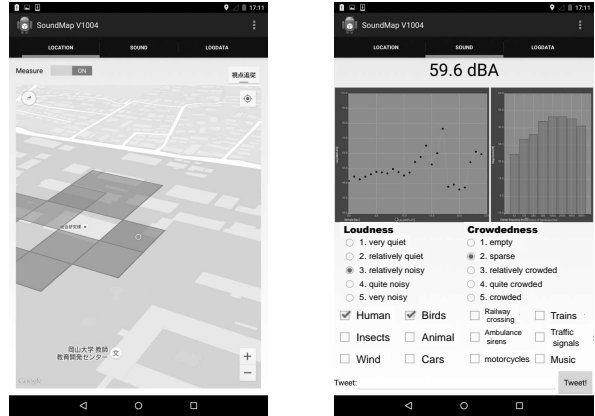 17:11
SoundMap V1004
LOCATION
SOUND
LOGDATA
Measure
ON
視点追従
岡山大学 教師
教育開発センター
文
+
−
Google
17:11
SoundMap V1004
LOCATION
SOUND
LOGDATA
59.6 dBA
Loudness
1. very quiet
2. relatively quiet
3. relatively noisy
4. quite noisy
5. very noisy
Crowdedness
1. empty
2. sparse
3. relatively crowded
4. quite crowded
5. crowded
Human
Birds
Railway
crossing
Trains
Insects
Animal
Ambulance
sirens
Traffic
signals
Wind
Cars
motorcycles
Music
Tweet:
Tweet!